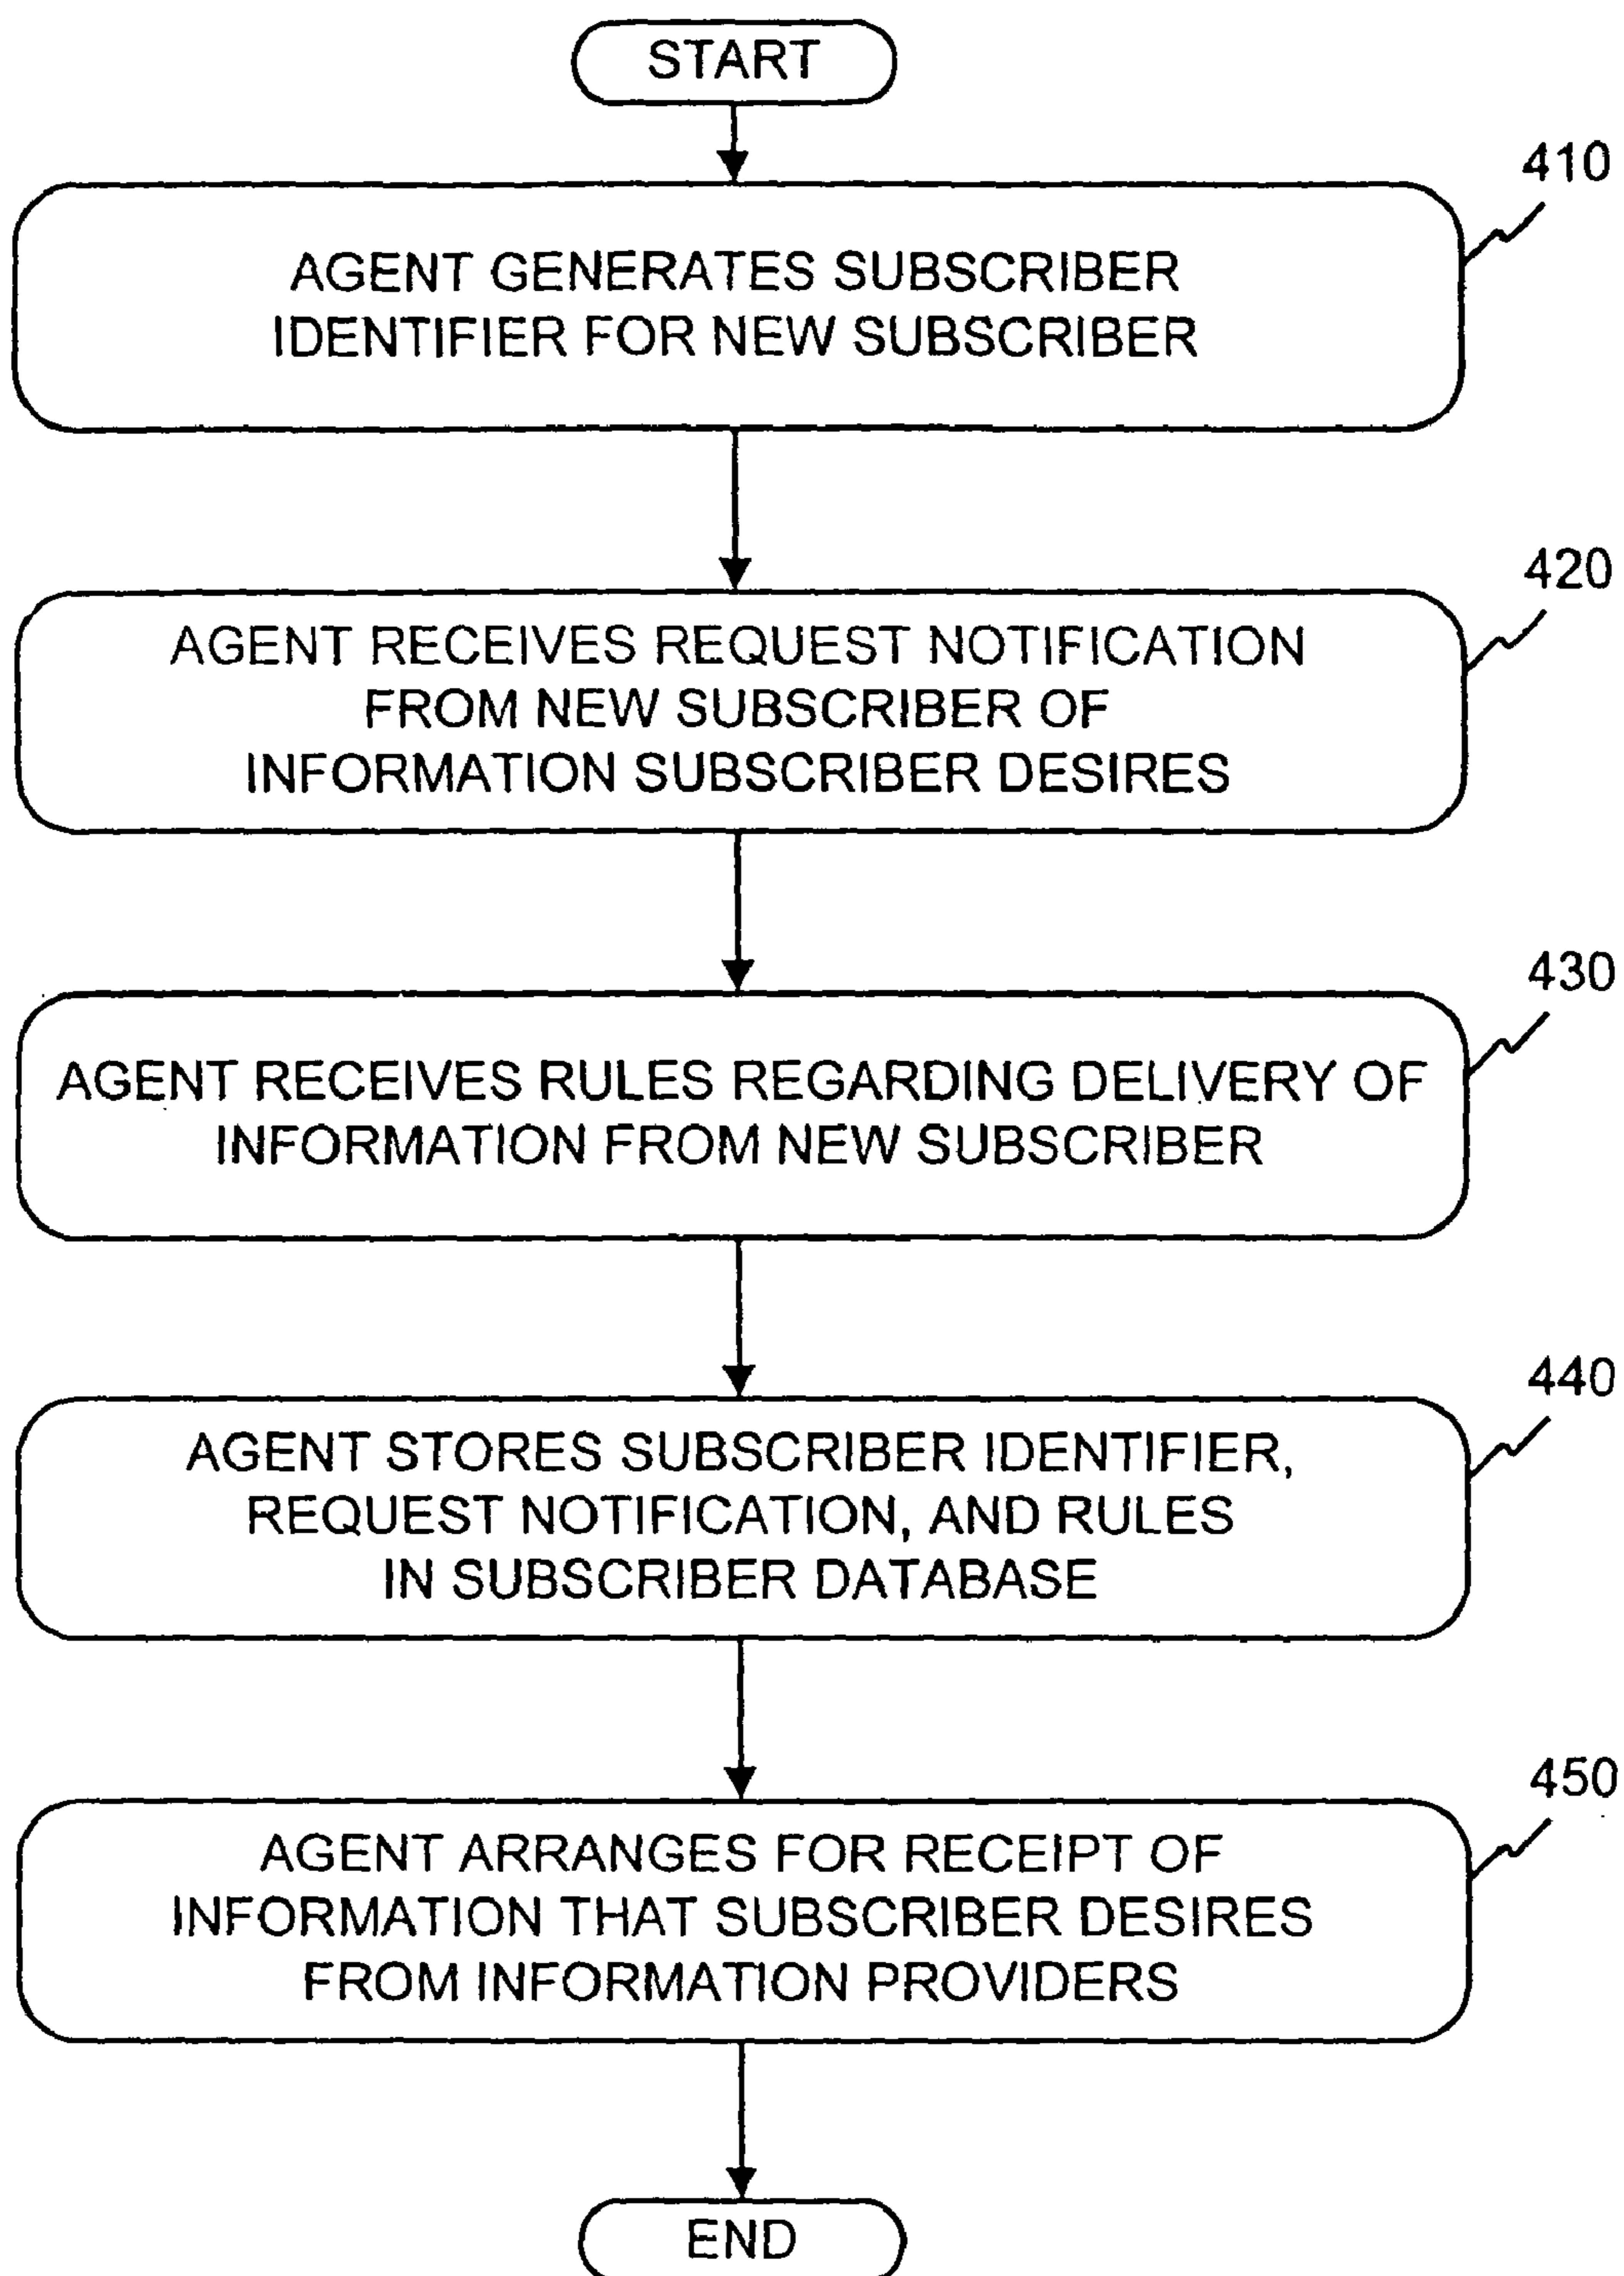 START
410
AGENT GENERATES SUBSCRIBER
IDENTIFIER FOR NEW SUBSCRIBER
420
AGENT RECEIVES REQUEST NOTIFICATION
FROM NEW SUBSCRIBER OF
INFORMATION SUBSCRIBER DESIRES
430
AGENT RECEIVES RULES REGARDING DELIVERY OF
INFORMATION FROM NEW SUBSCRIBER
440
AGENT STORES SUBSCRIBER IDENTIFIER,
REQUEST NOTIFICATION, AND RULES
IN SUBSCRIBER DATABASE
450
AGENT ARRANGES FOR RECEIPT OF
INFORMATION THAT SUBSCRIBER DESIRES
FROM INFORMATION PROVIDERS
END